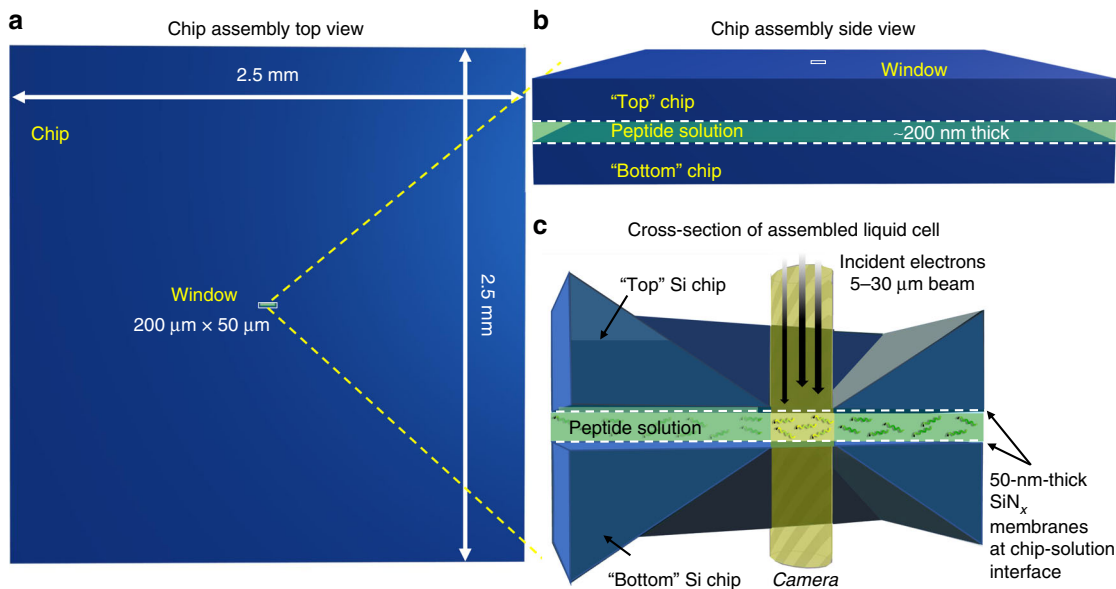 a
Chip assembly top view
2.5 mm
Chip
Window
200 μm × 50 μm
2.5 mm
b
Chip assembly side view
Window
“Top” chip
Peptide solution
~200 nm thick
“Bottom” chip
c
Cross-section of assembled liquid cell
Incident electrons
5–30 μm beam
“Top” Si chip
Peptide solution
50-nm-thick
SiNx
membranes
at chip-solution
interface
“Bottom” Si chip
Camera